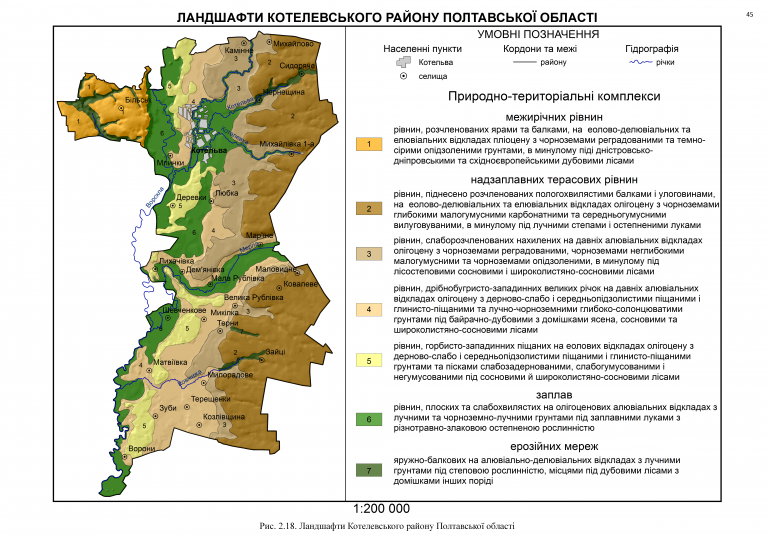 45
ЛАНДШАФТИ КОТЕЛЕВСЬКОГО РАЙОНУ ПОЛТАВСЬКОЇ ОБЛАСТІ
УМОВНІ ПОЗНАЧЕННЯ
Населенні пункти
Котельва
селища
Кордони та межі
району
Гідрографія
річки
Природно-територіальні комплекси
межирічних рівнин
1
рівнин, розчленованих ярами та балками, на еолово-делювіальних та
елювіальних відкладах пліоцену з чорноземами реградованими та темно-
сірими опідзоленими грунтами, в минулому під дністровсько-
дніпровськими та східноєвропейськими дубовими лісами
надзаплавних терасових рівнин
2
рівнин, піднесено розчленованих пологохвилястими балками і улоговинами,
на еолово-делювіальних та елювіальних відкладах олігоцену з чорноземами
глибокими малогумусними карбонатними та середньогумусними
вилугованими, в минулому під лучними степами і остепненими луками
3
рівнин, слаборозчленованих нахилених на давніх алювіальних відкладах
олігоцену з чорноземами реградованими, чорноземами неглибокими
малогумусними та чорноземами опідзоленими, в минулому під
лісостеповими сосновими і широколистяно-сосновими лісами
4
рівнин, дрібнобугристо-западинних великих річок на давніх алювіальних
відкладах олігоцену з дерново-слабо і середньопідзолистими піщаними і
глинисто-піщаними та лучно-чорноземними глибоко-солонцюватими
грунтами під байрачно-дубовими з домішками ясена, сосновими та
широколистяно-сосновими лісами
5
рівнин, горбисто-западинних піщаних на еолових відкладах олігоцену з
дерново-слабо і середньопідзолистими піщаними і глинисто-піщаними
грунтами та пісками слабозадернованими, слабогумусованими і
негумусованими під сосновими й широколистяно-сосновими лісами
заплав
6
рівнин, плоских та слабохвилястих на олігоценових алювіальних відкладах з
лучними та чорноземно-лучними грунтами під заплавними луками з
різнотравно-злаковою остепненою рослинністю
ерозійних мереж
7
яружно-балкових на алювіально-делювіальних відкладах з лучними
грунтами під степовою рослинністю, місцями під дубовими лісами з
домішками інших поріді
Камінне
Михайлово
Сидоряче
Більськ
Чернещина
Котельва
Михайлівка 1-а
Млинки
Ворскла
Деревки
Любка
Мар'їне
Лихачівка
Дем'янівка
Мала Рублівка
Маловидне
Ковалеве
Велика Рублівка
Шевченкове
Микілка
Терни
Зайці
Матвіївка
Милорадове
Терещенки
Зуби
Козлівщина
Ворони
1:200 000
Рис. 2.18. Ландшафти Котелевського району Полтавської області